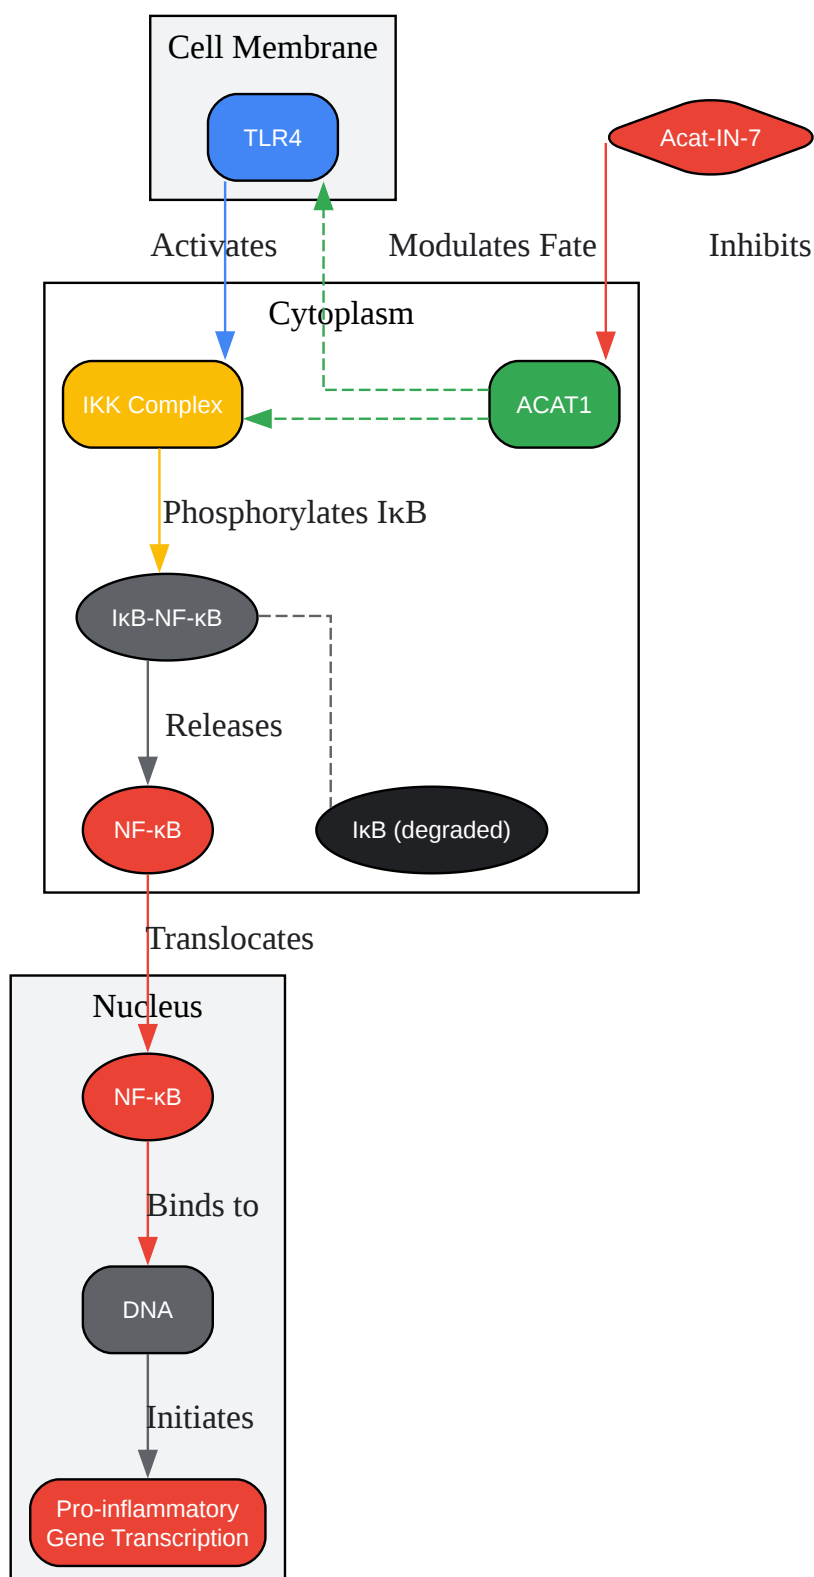 Cell Membrane
TLR4
Acat-IN-7
Activates
Modulates Fate
Inhibits
Cytoplasm
IKK Complex
ACAT1
Phosphorylates IκB
IκB-NF-κB
Releases
NF-κB
IκB (degraded)
Translocates
Nucleus
NF-κB
Binds to
DNA
Initiates
Pro-inflammatory
Gene Transcription